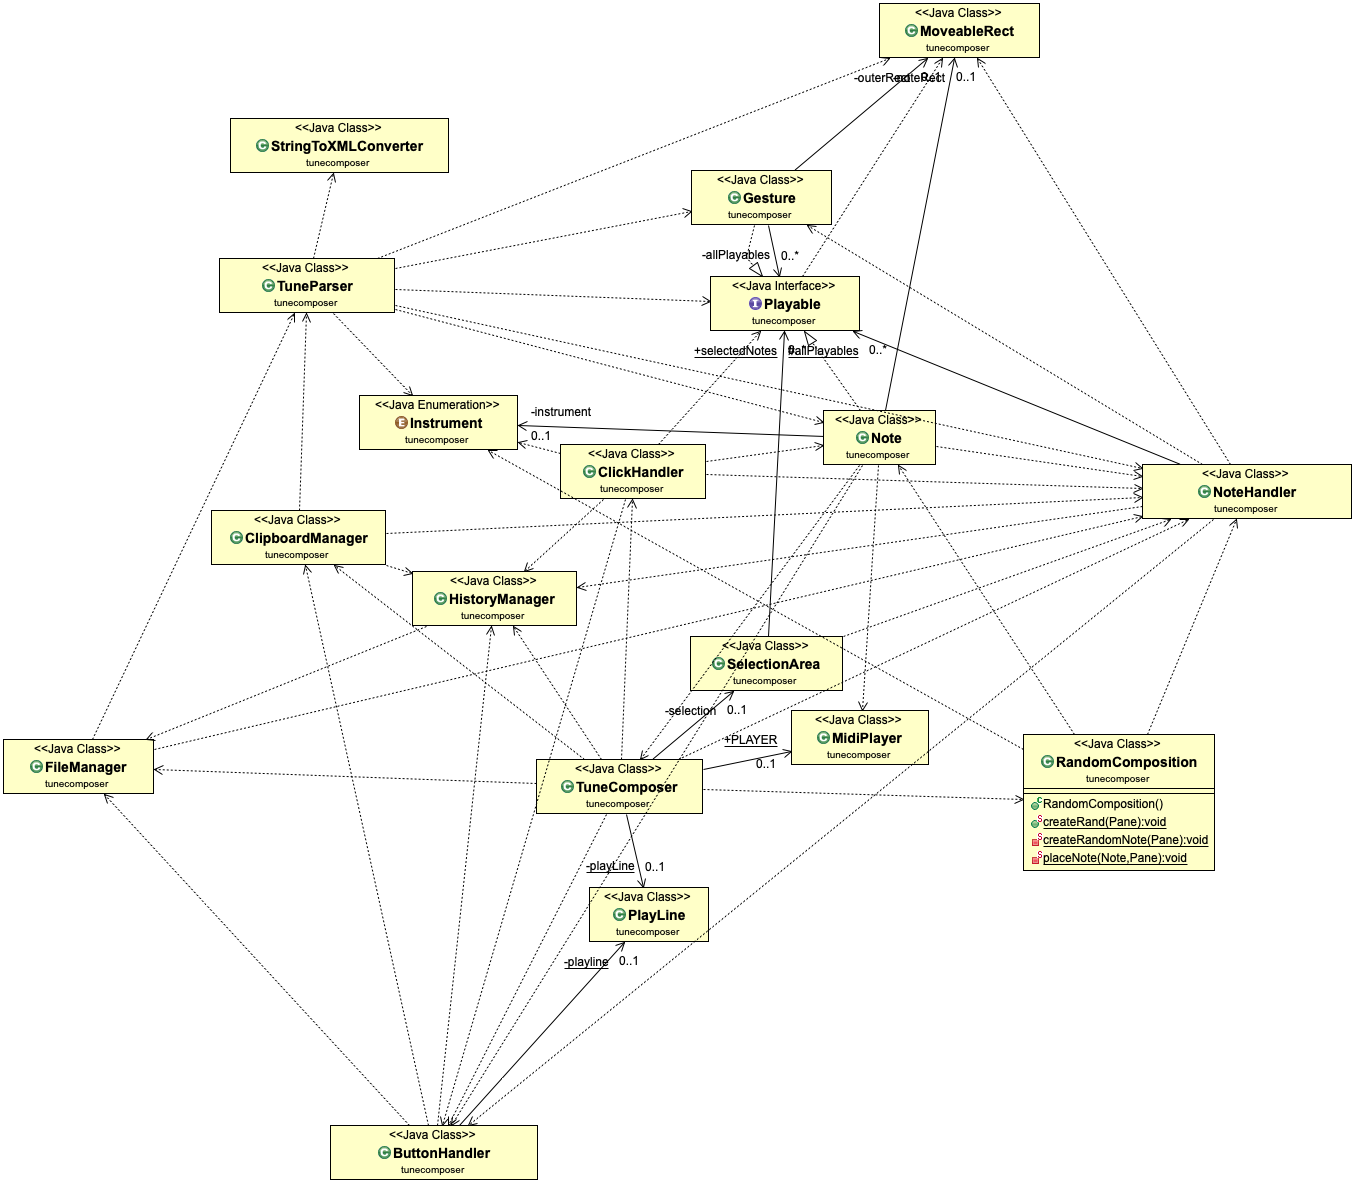 <<Java Class>>
MoveableRect
tunecomposer
-outerRect
-noteRect
0..1
0..1
<<Java Class>>
StringToXMLConverter
tunecomposer
<<Java Class>>
Gesture
tunecomposer
-allPlayables
0..*
<<Java Class>>
TuneParser
tunecomposer
<<Java Interface>>
Playable
tunecomposer
+selectedNotes
0..*
#allPlayables
0..*
<<Java Enumeration>>
Instrument
tunecomposer
-instrument
0..1
<<Java Class>>
Note
tunecomposer
<<Java Class>>
ClickHandler
tunecomposer
<<Java Class>>
NoteHandler
tunecomposer
<<Java Class>>
ClipboardManager
tunecomposer
<<Java Class>>
HistoryManager
tunecomposer
<<Java Class>>
SelectionArea
tunecomposer
-selection
0..1
<<Java Class>>
MidiPlayer
tunecomposer
+PLAYER
0..1
<<Java Class>>
FileManager
tunecomposer
<<Java Class>>
TuneComposer
tunecomposer
<<Java Class>>
RandomComposition
tunecomposer
RandomComposition()
createRand(Pane):void
createRandomNote(Pane):void
placeNote(Note,Pane):void
-playLine
0..1
<<Java Class>>
PlayLine
tunecomposer
-playline
0..1
<<Java Class>>
ButtonHandler
tunecomposer